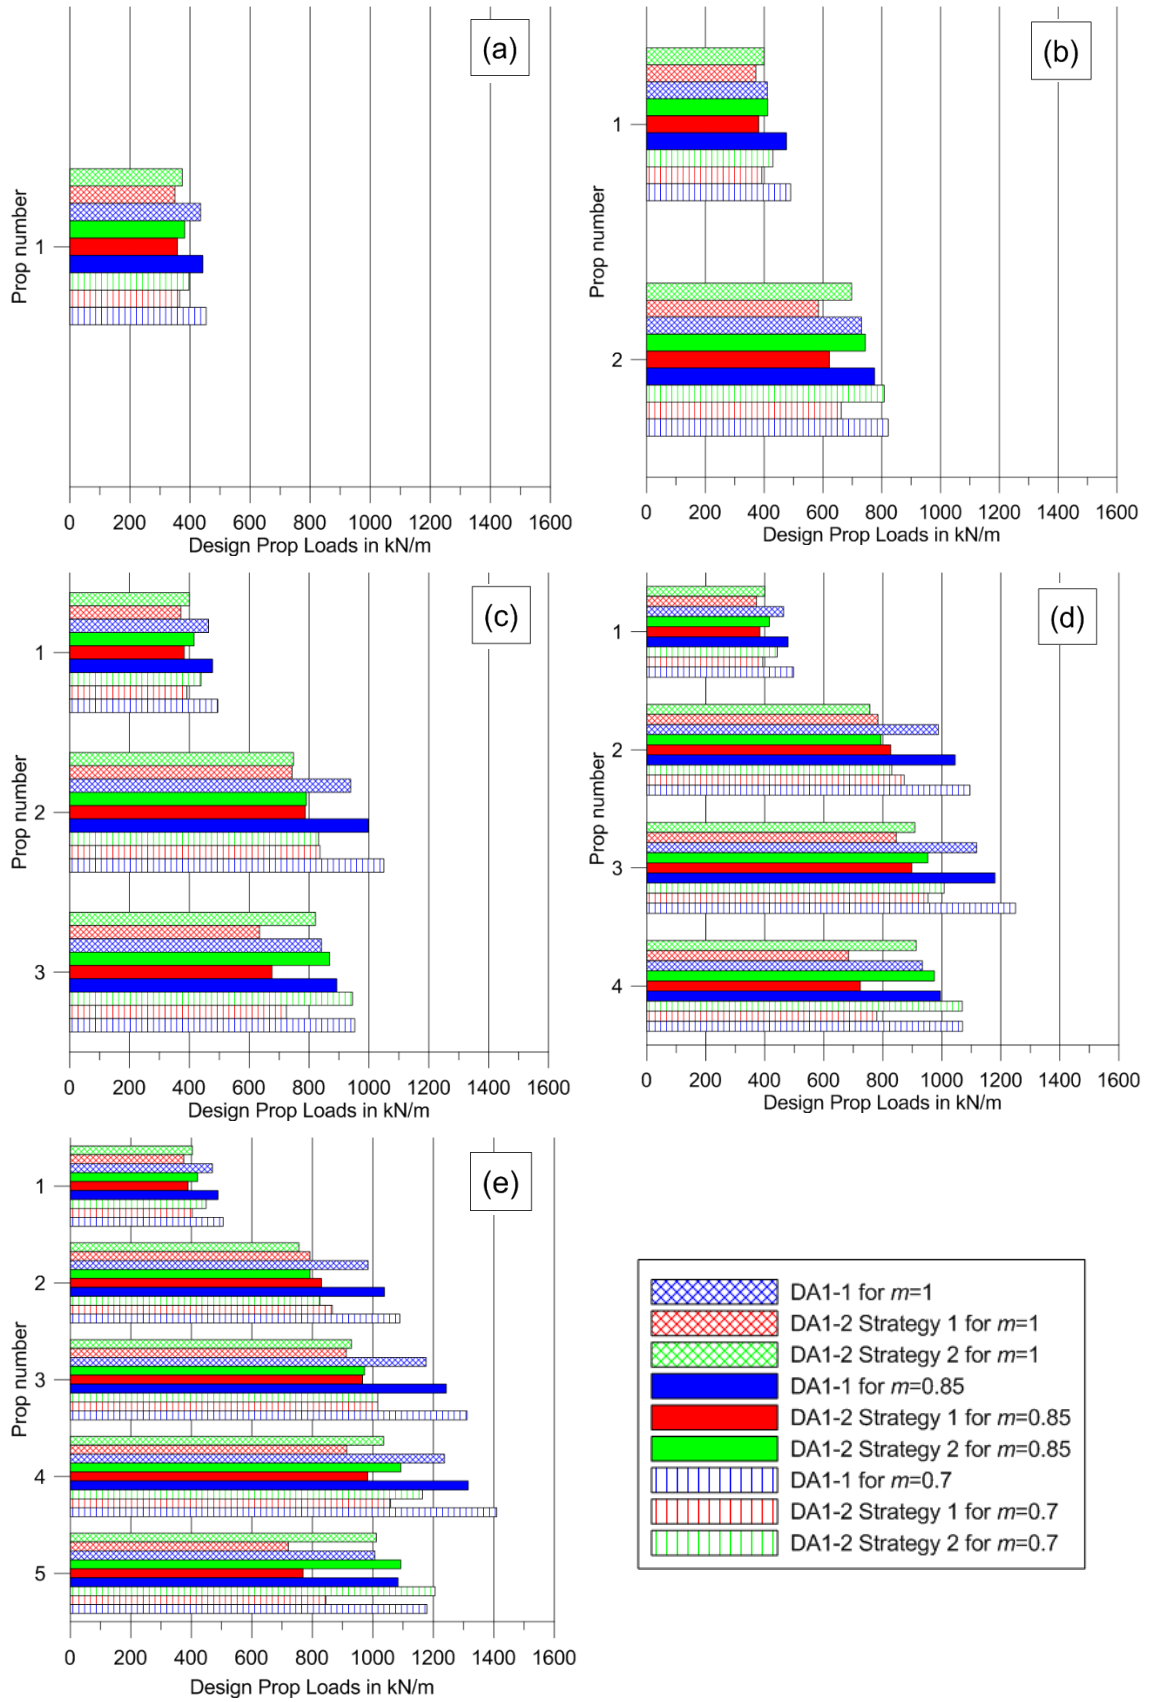 (a)
Prop number
1
0 200 400 600 800 1000 1200 1400 1600
Design Prop Loads in kN/m
(b)
Prop number
1
2
0 200 400 600 800 1000 1200 1400 1600
Design Prop Loads in kN/m
(c)
Prop number
1
2
3
0 200 400 600 800 1000 1200 1400 1600
Design Prop Loads in kN/m
(d)
Prop number
1
2
3
4
0 200 400 600 800 1000 1200 1400 1600
Design Prop Loads in kN/m
(e)
Prop number
1
2
3
4
5
0 200 400 600 800 1000 1200 1400 1600
Design Prop Loads in kN/m
DA1-1 for m=1
DA1-2 Strategy 1 for m=1
DA1-2 Strategy 2 for m=1
DA1-1 for m=0.85
DA1-2 Strategy 1 for m=0.85
DA1-2 Strategy 2 for m=0.85
DA1-1 for m=0.7
DA1-2 Strategy 1 for m=0.7
DA1-2 Strategy 2 for m=0.7